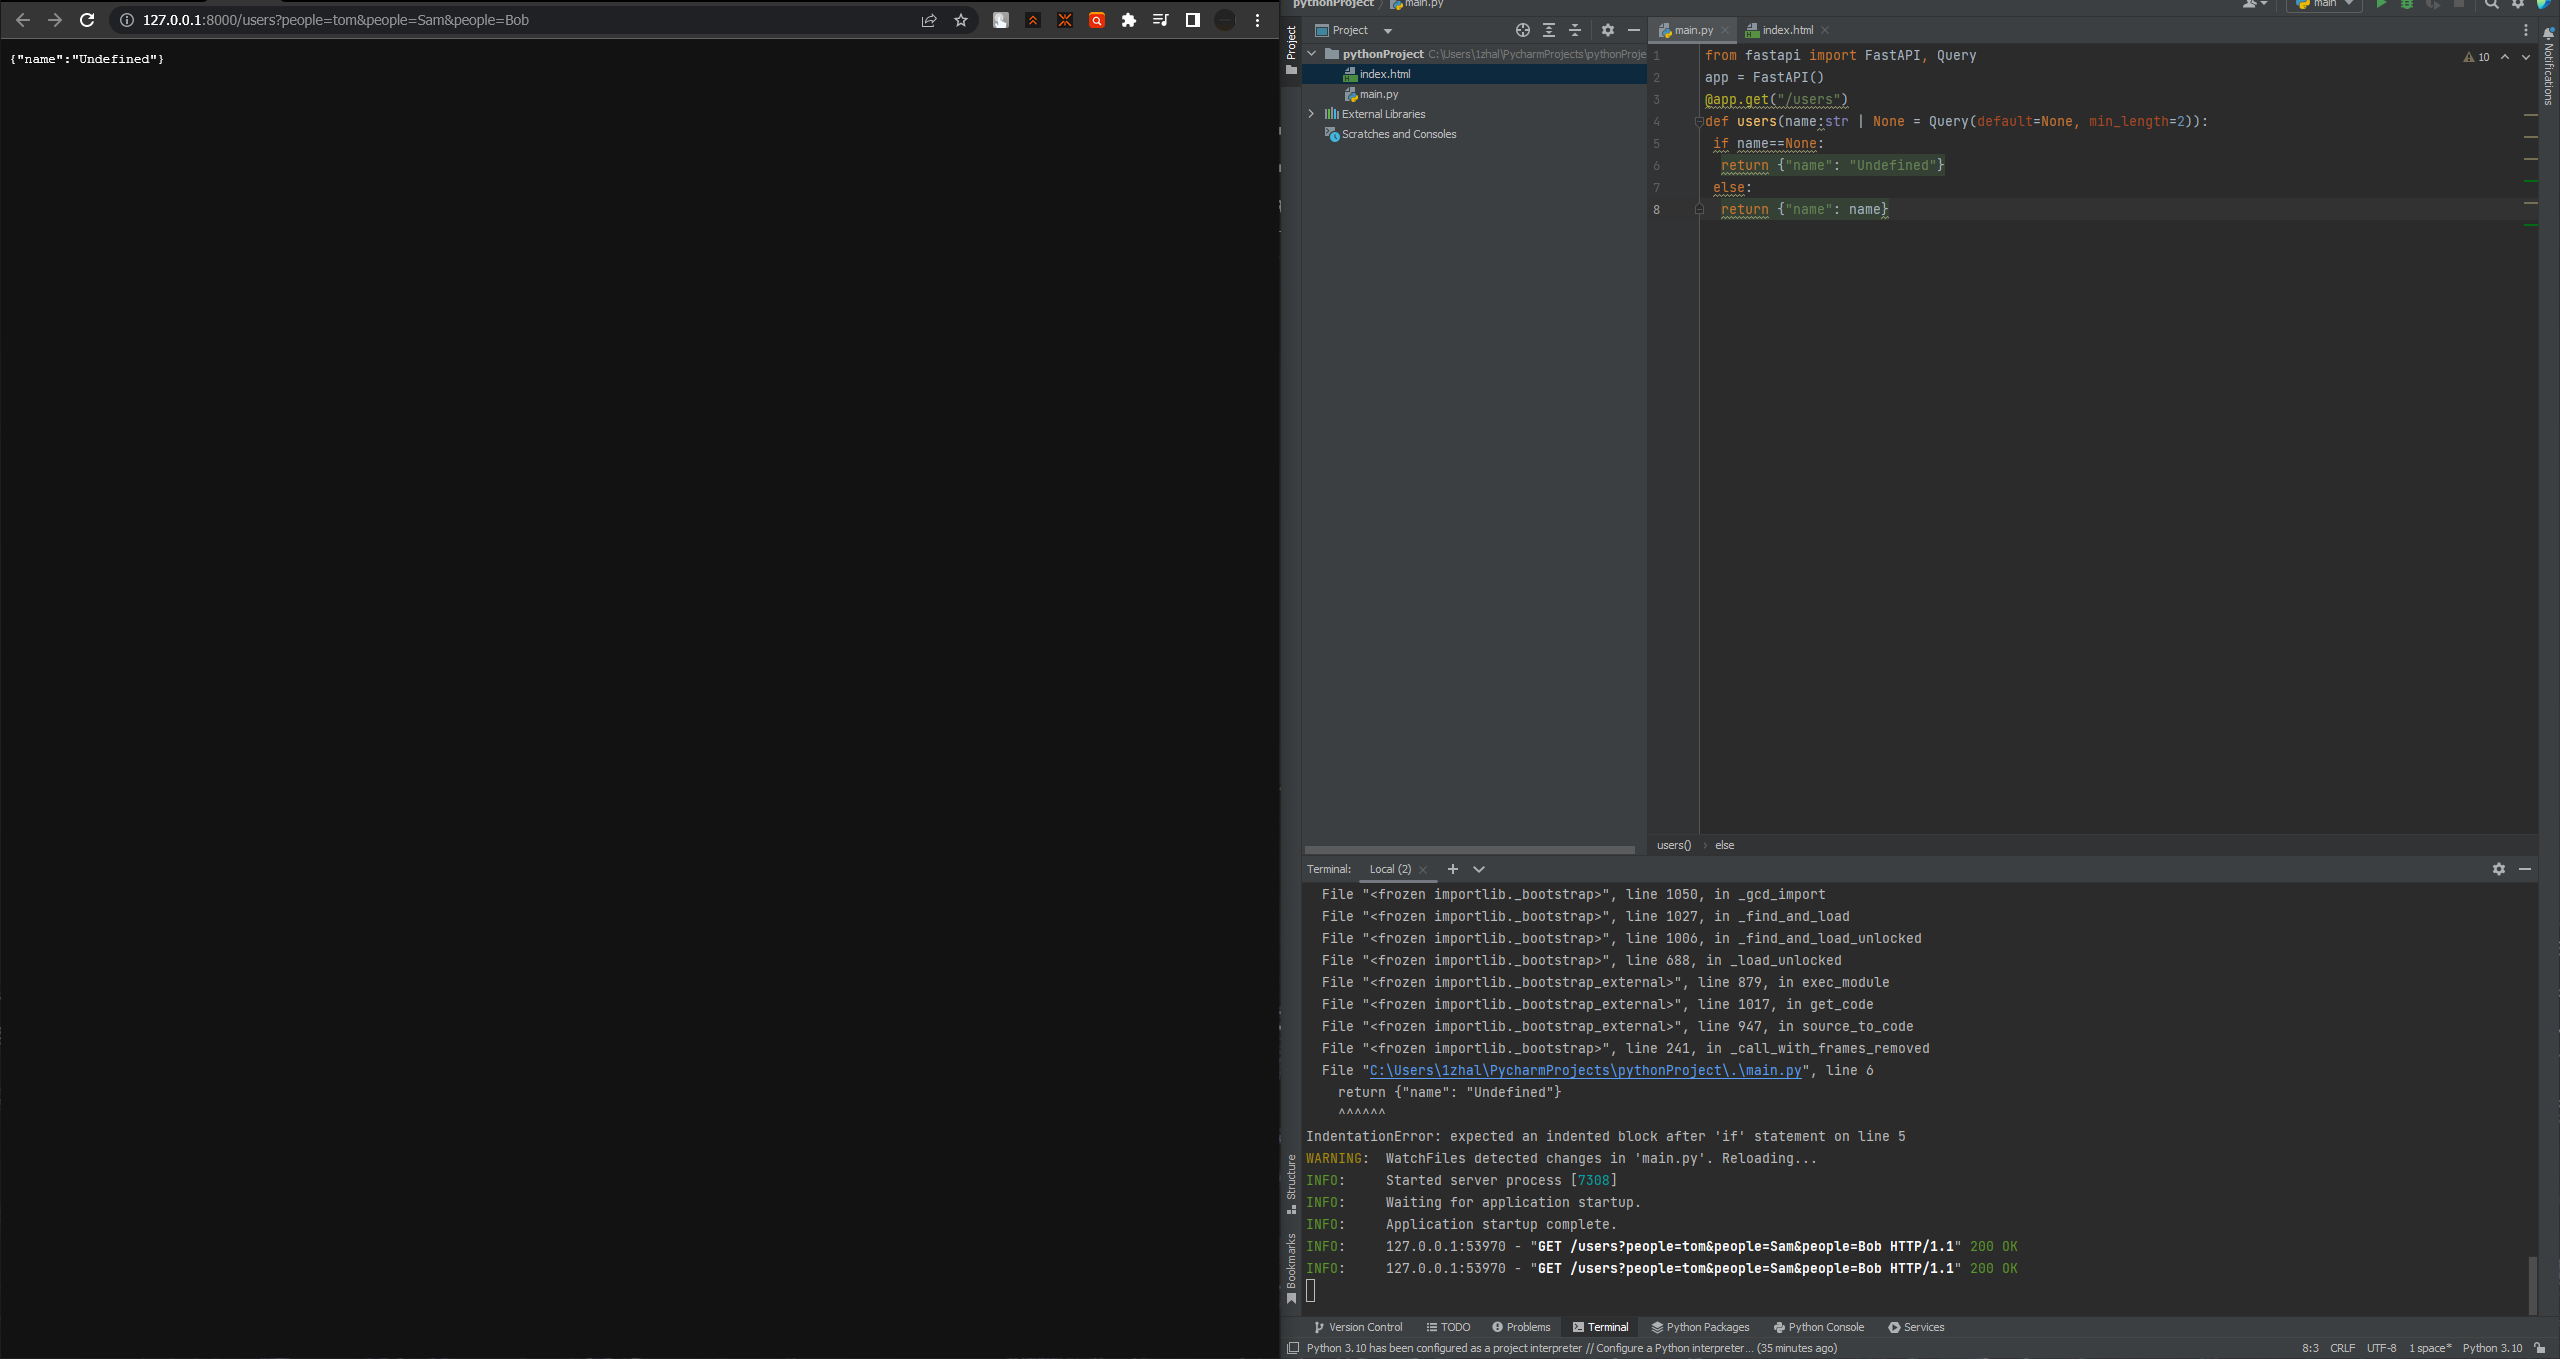 127.0.0.1:8000/users?people=tom&people=Sam&people=Bob
{"name":"Undefined"}
pythonProject main.py
main
Project
Project
pythonProject C:\Users\1zhal\PycharmProjects\pythonProje
index.html
main.py
External Libraries
Scratches and Consoles
main.py index.html
Notifications
10
1 from fastapi import FastAPI, Query
2 app = FastAPI()
3 @app.get("/users")
4 def users(name:str | None = Query(default=None, min_length=2)):
5 if name==None:
6 return {"name": "Undefined"}
7 else:
8 return {"name": name}
users() else
Terminal: Local (2)
File "<frozen importlib._bootstrap>", line 1050, in _gcd_import
File "<frozen importlib._bootstrap>", line 1027, in _find_and_load
File "<frozen importlib._bootstrap>", line 1006, in _find_and_load_unlocked
File "<frozen importlib._bootstrap>", line 688, in _load_unlocked
File "<frozen importlib._bootstrap_external>", line 879, in exec_module
File "<frozen importlib._bootstrap_external>", line 1017, in get_code
File "<frozen importlib._bootstrap_external>", line 947, in source_to_code
File "<frozen importlib._bootstrap>", line 241, in _call_with_frames_removed
File "C:\Users\1zhal\PycharmProjects\pythonProject\.\main.py", line 6
return {"name": "Undefined"}
^^^^^^
IndentationError: expected an indented block after 'if' statement on line 5
WARNING: WatchFiles detected changes in 'main.py'. Reloading...
INFO: Started server process [7308]
INFO: Waiting for application startup.
INFO: Application startup complete.
INFO: 127.0.0.1:53970 - "GET /users?people=tom&people=Sam&people=Bob HTTP/1.1" 200 OK
INFO: 127.0.0.1:53970 - "GET /users?people=tom&people=Sam&people=Bob HTTP/1.1" 200 OK
Structure
Bookmarks
Version Control TODO Problems Terminal Python Packages Python Console Services
Python 3.10 has been configured as a project interpreter // Configure a Python interpreter... (35 minutes ago) 8:3 CRLF UTF-8 1 space* Python 3.10